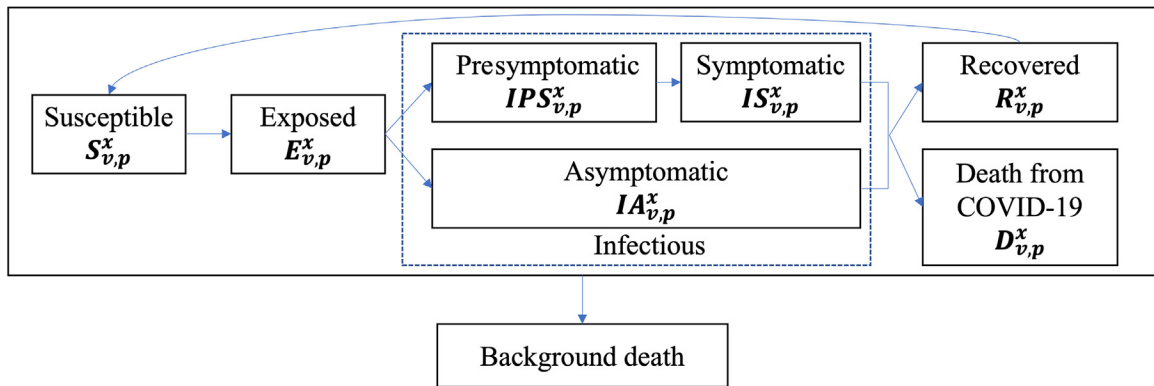 Susceptible
S^x_{v,p}
Exposed
E^x_{v,p}
Presymptomatic
IPS^x_{v,p}
Symptomatic
IS^x_{v,p}
Asymptomatic
IA^x_{v,p}
Infectious
Recovered
R^x_{v,p}
Death from
COVID-19
D^x_{v,p}
Background death